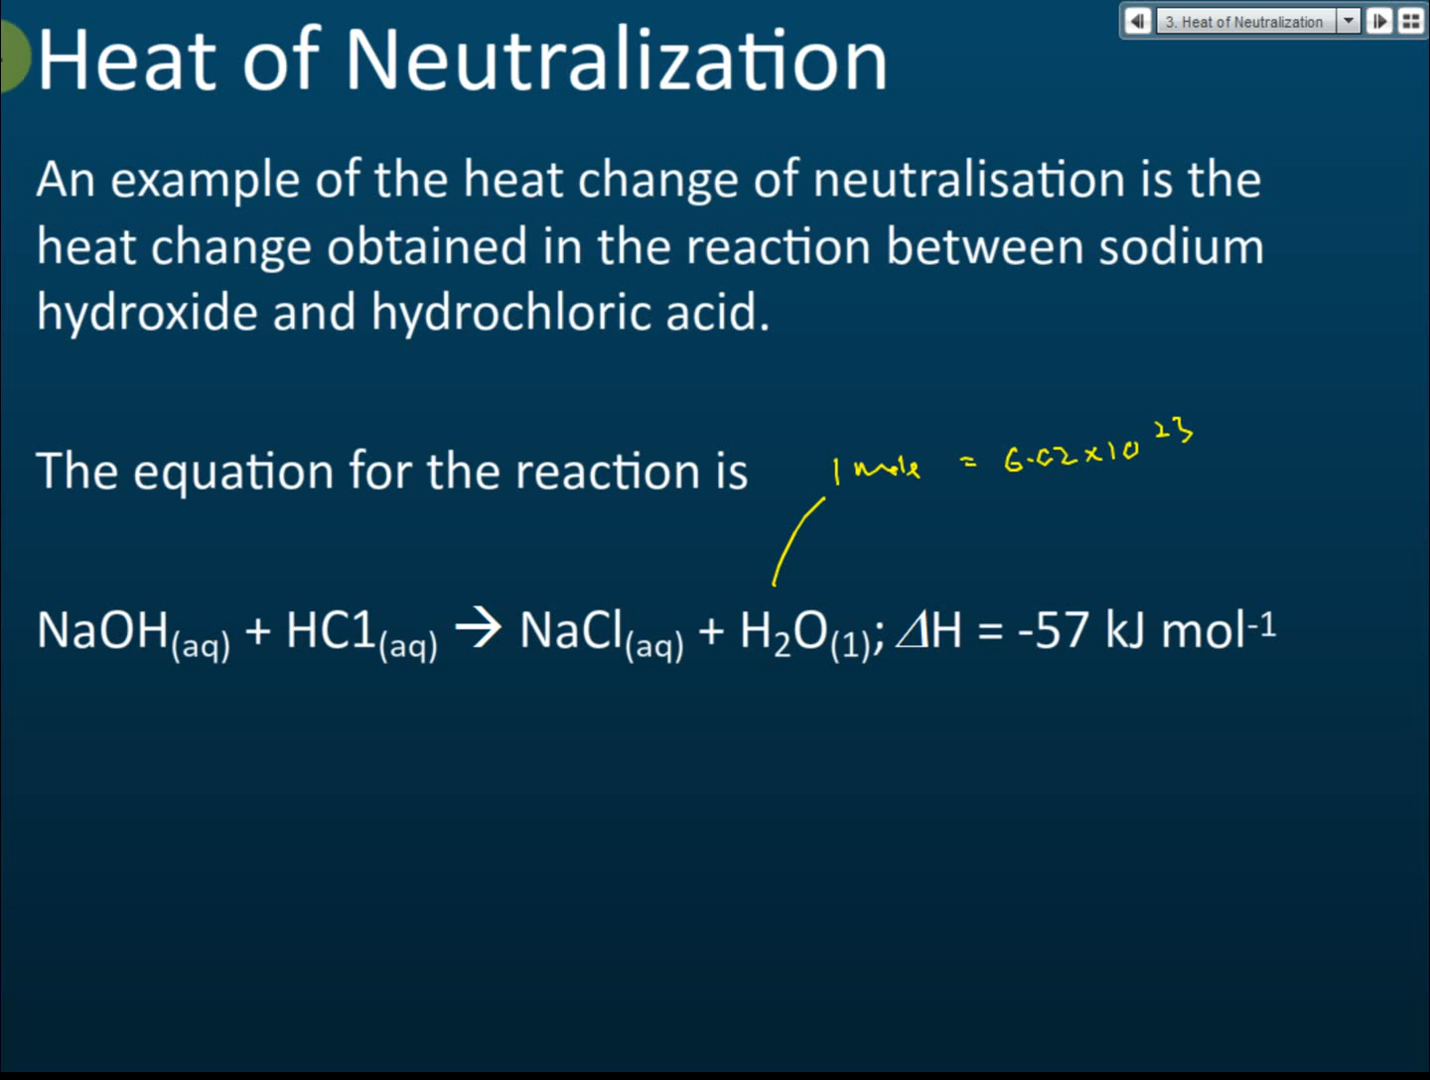 3. Heat of Neutralization
Heat of Neutralization
An example of the heat change of neutralisation is the
heat change obtained in the reaction between sodium
hydroxide and hydrochloric acid.
1 mole = 6.02 x 10²³
The equation for the reaction is
NaOH(aq) + HC1(aq) → NaCl(aq) + H₂O(1); ΔH = -57 kJ mol⁻¹